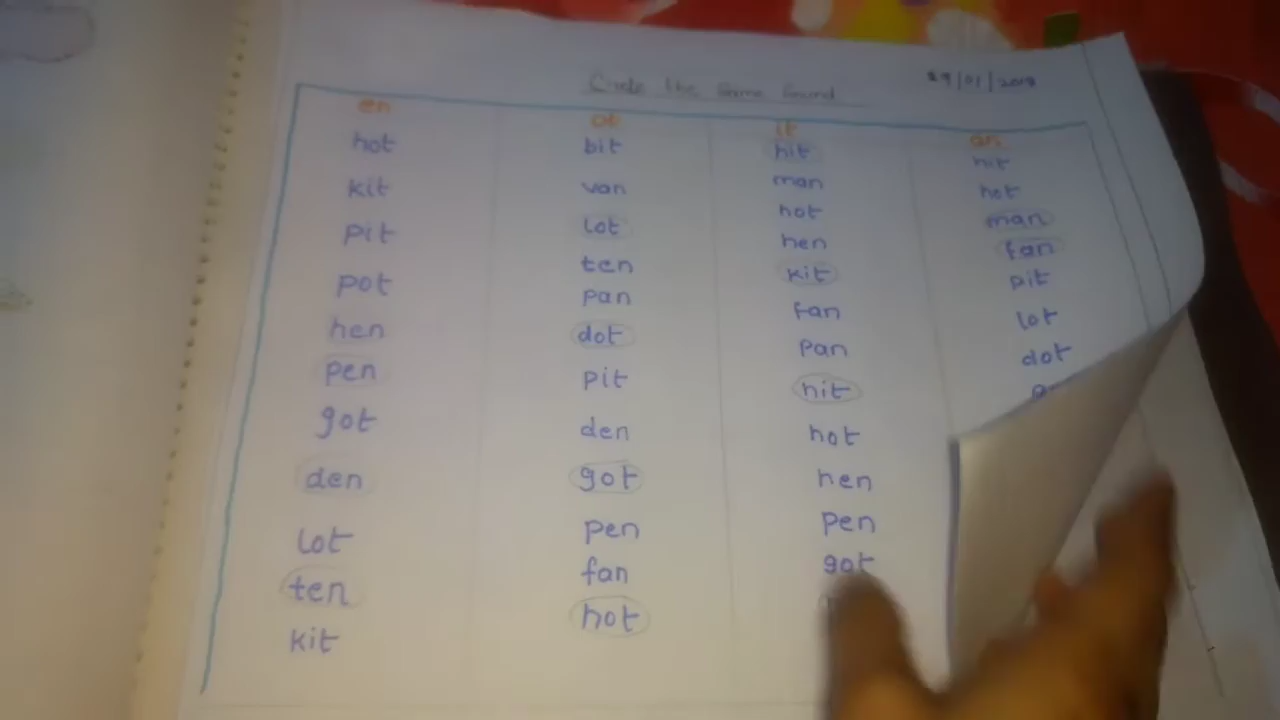 Circle the Same Sound 29/01/2018
en ot it an
hot bit hit hit
kit van man hot
pit lot hot man
pot ten hen fan
hen pan kit pit
pen dot fan lot
got pit pan dot
den den hit
lot got hot
ten pen hen
kit fan pen
hot got